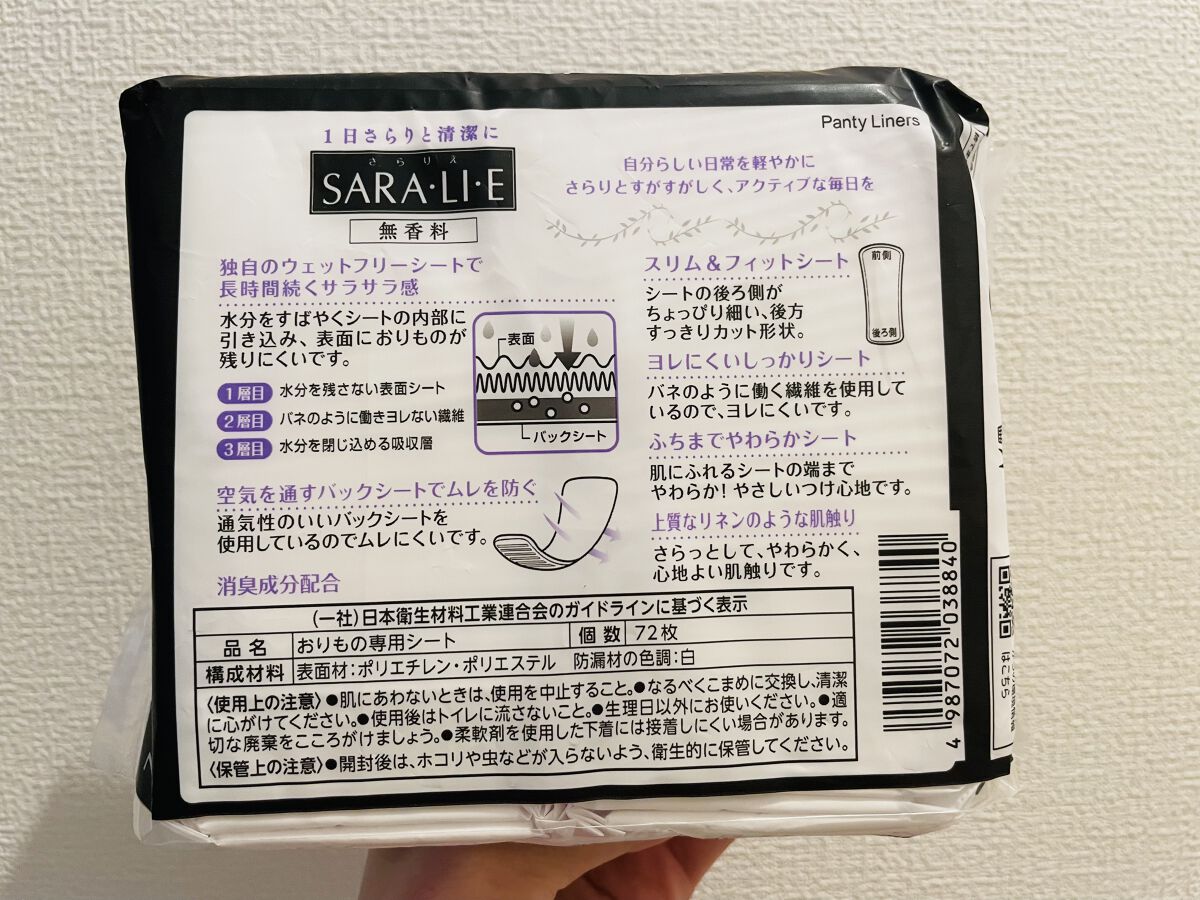 Panty Liners
1日さらりと清潔に
さらりえ
SARA・LI・E
無香料
自分らしい日常を軽やかに
さらりとすがすがしく、アクティブな毎日を
独自のウェットフリーシートで
長時間続くサラサラ感
水分をすばやくシートの内部に
引き込み、表面におりものが
残りにくいです。
1層目 水分を残さない表面シート
2層目 バネのように働きヨレない繊維
3層目 水分を閉じ込める吸収層
表面
バックシート
空気を通すバックシートでムレを防ぐ
通気性のいいバックシートを
使用しているのでムレにくいです。
消臭成分配合
スリム&フィットシート
シートの後ろ側が
ちょっぴり細い、後方
すっきりカット形状。
前側
後ろ側
ヨレにくいしっかりシート
バネのように働く繊維を使用して
いるので、ヨレにくいです。
ふちまでやわらかシート
肌にふれるシートの端まで
やわらか!やさしいつけ心地です。
上質なリネンのような肌触り
さらっとして、やわらかく、
心地よい肌触りです。
(一社)日本衛生材料工業連合会のガイドラインに基づく表示
品名 おりもの専用シート 個数 72枚
構成材料 表面材:ポリエチレン・ポリエステル 防漏材の色調:白
〈使用上の注意〉●肌にあわないときは、使用を中止すること。●なるべくこまめに交換し、清潔
に心がけてください。●使用後はトイレに流さないこと。●生理日以外にお使いください。●適
切な廃棄をこころがけましょう。●柔軟剤を使用した下着には接着しにくい場合があります。
〈保管上の注意〉●開封後は、ホコリや虫などが入らないよう、衛生的に保管してください。
4 987072 038840
はこちら